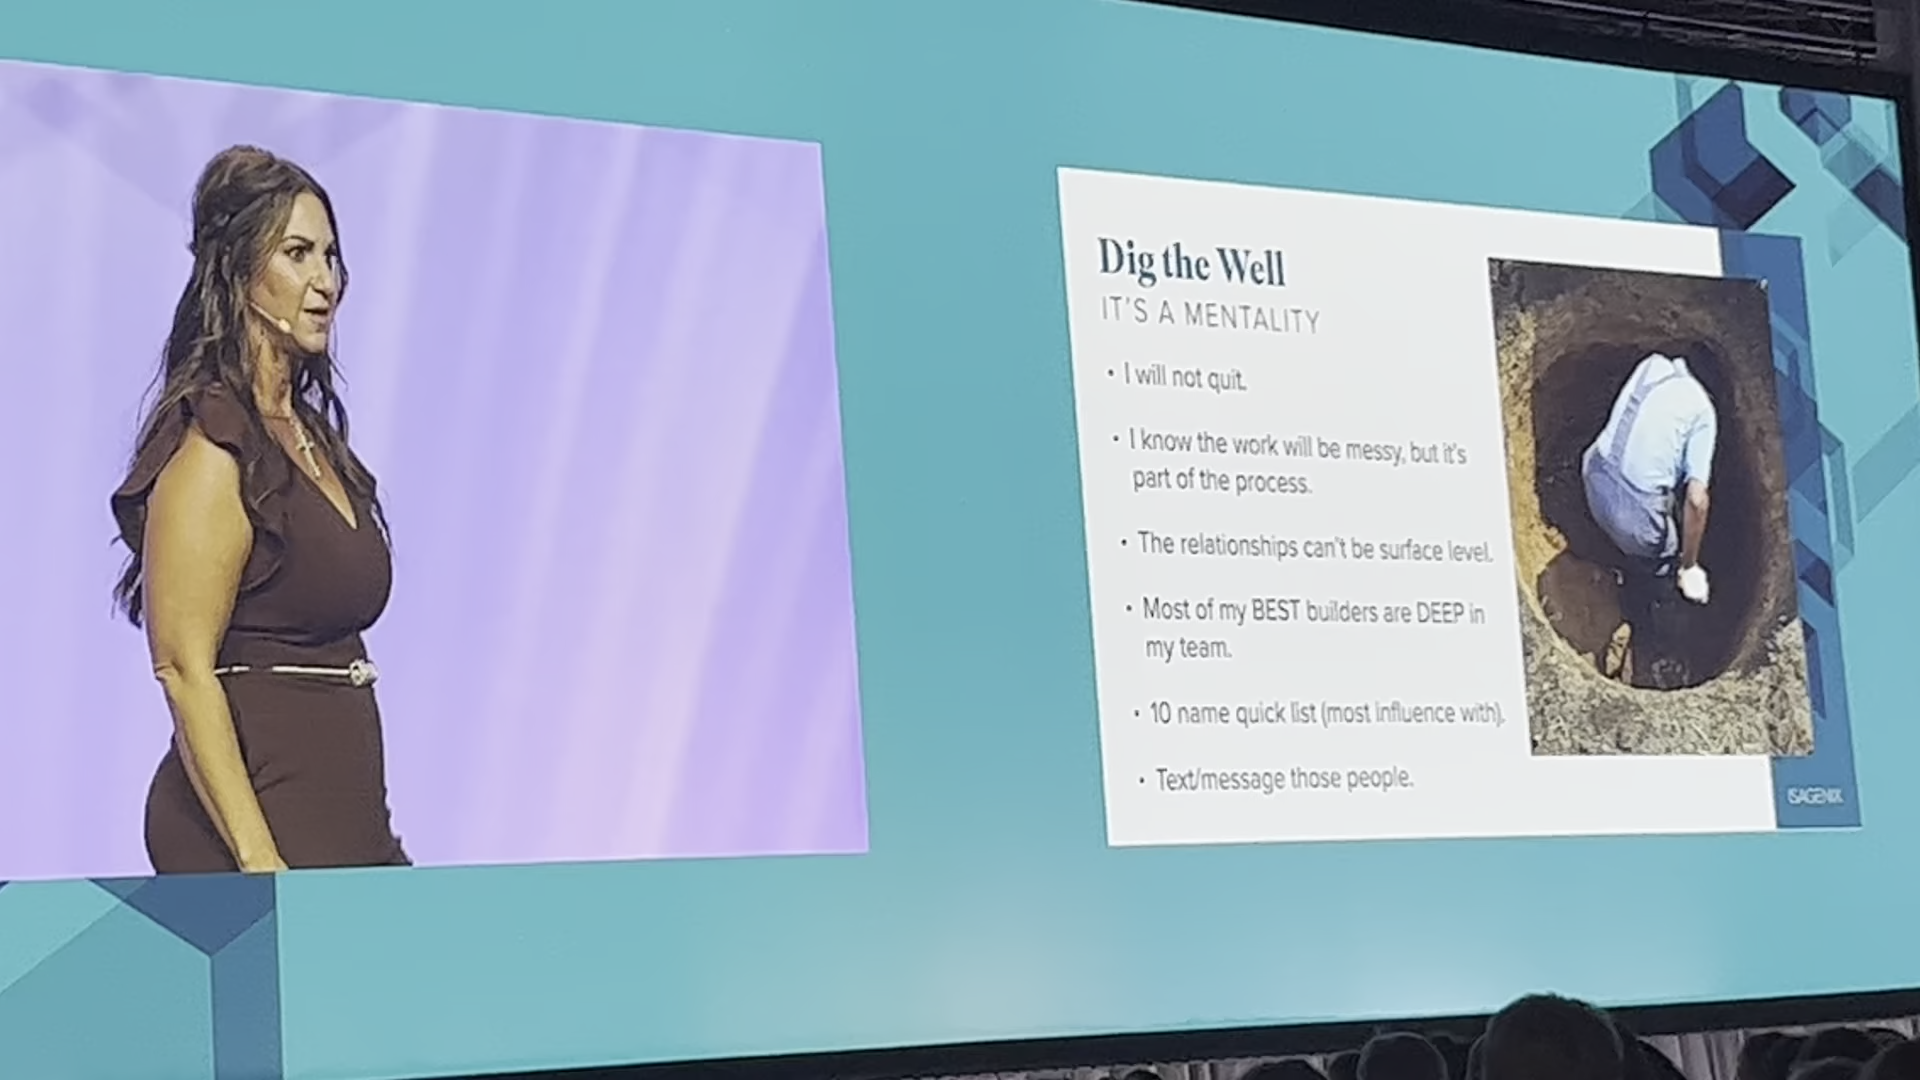 Dig the Well
IT'S A MENTALITY
• I will not quit.
• I know the work will be messy, but it's
part of the process.
• The relationships can't be surface level.
• Most of my BEST builders are DEEP in
my team.
• 10 name quick list (most influence with).
• Text/message those people.
ISAGENIX